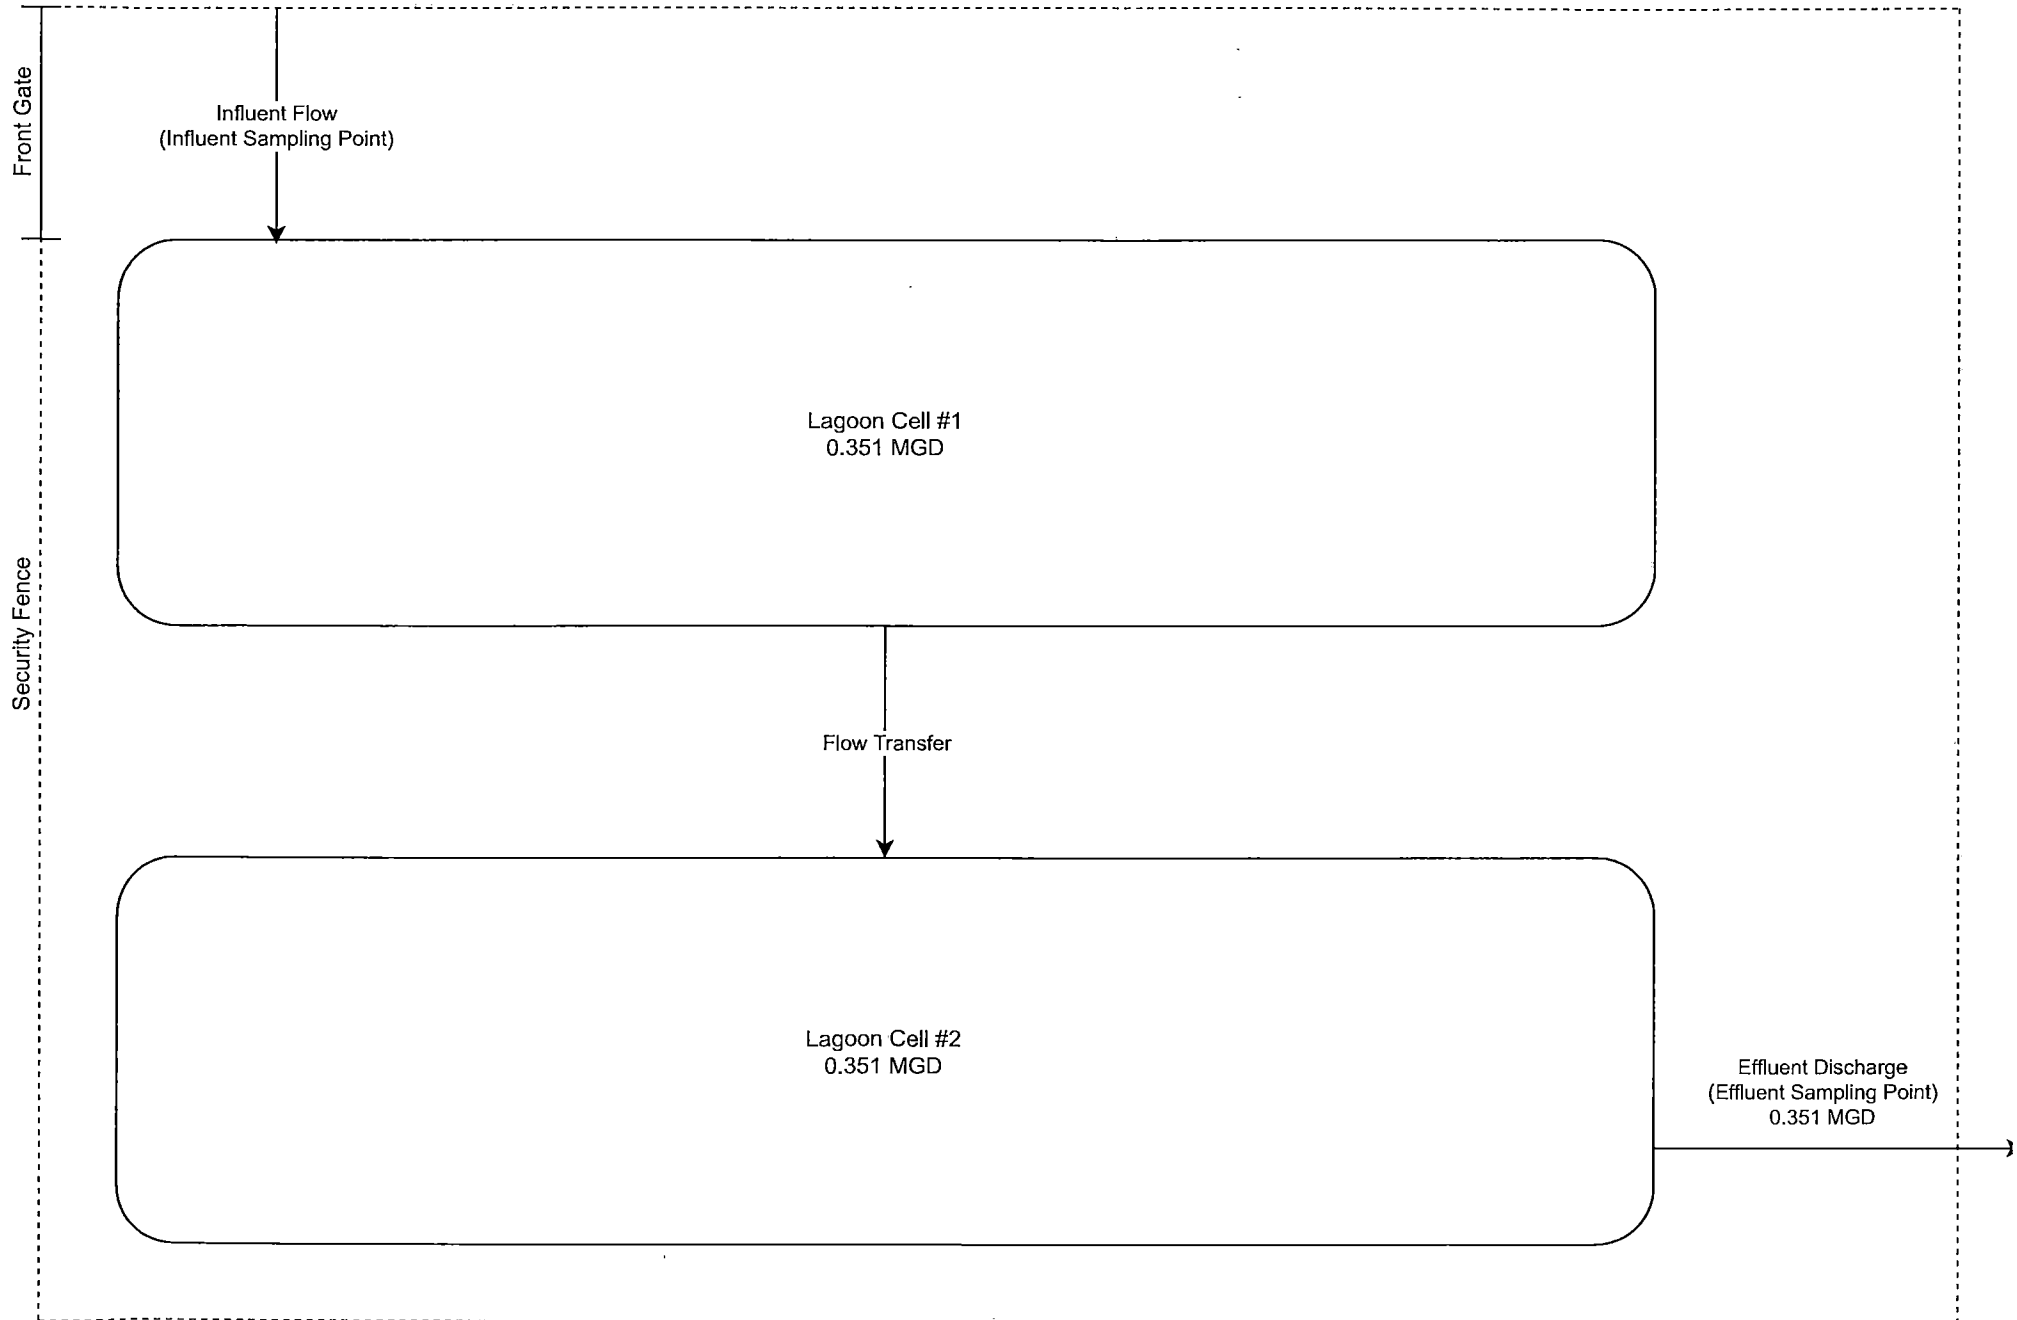 Front Gate
Influent Flow
(Influent Sampling Point)
Lagoon Cell #1
0.351 MGD
Security Fence
Flow Transfer
Lagoon Cell #2
0.351 MGD
Effluent Discharge
(Effluent Sampling Point)
0.351 MGD